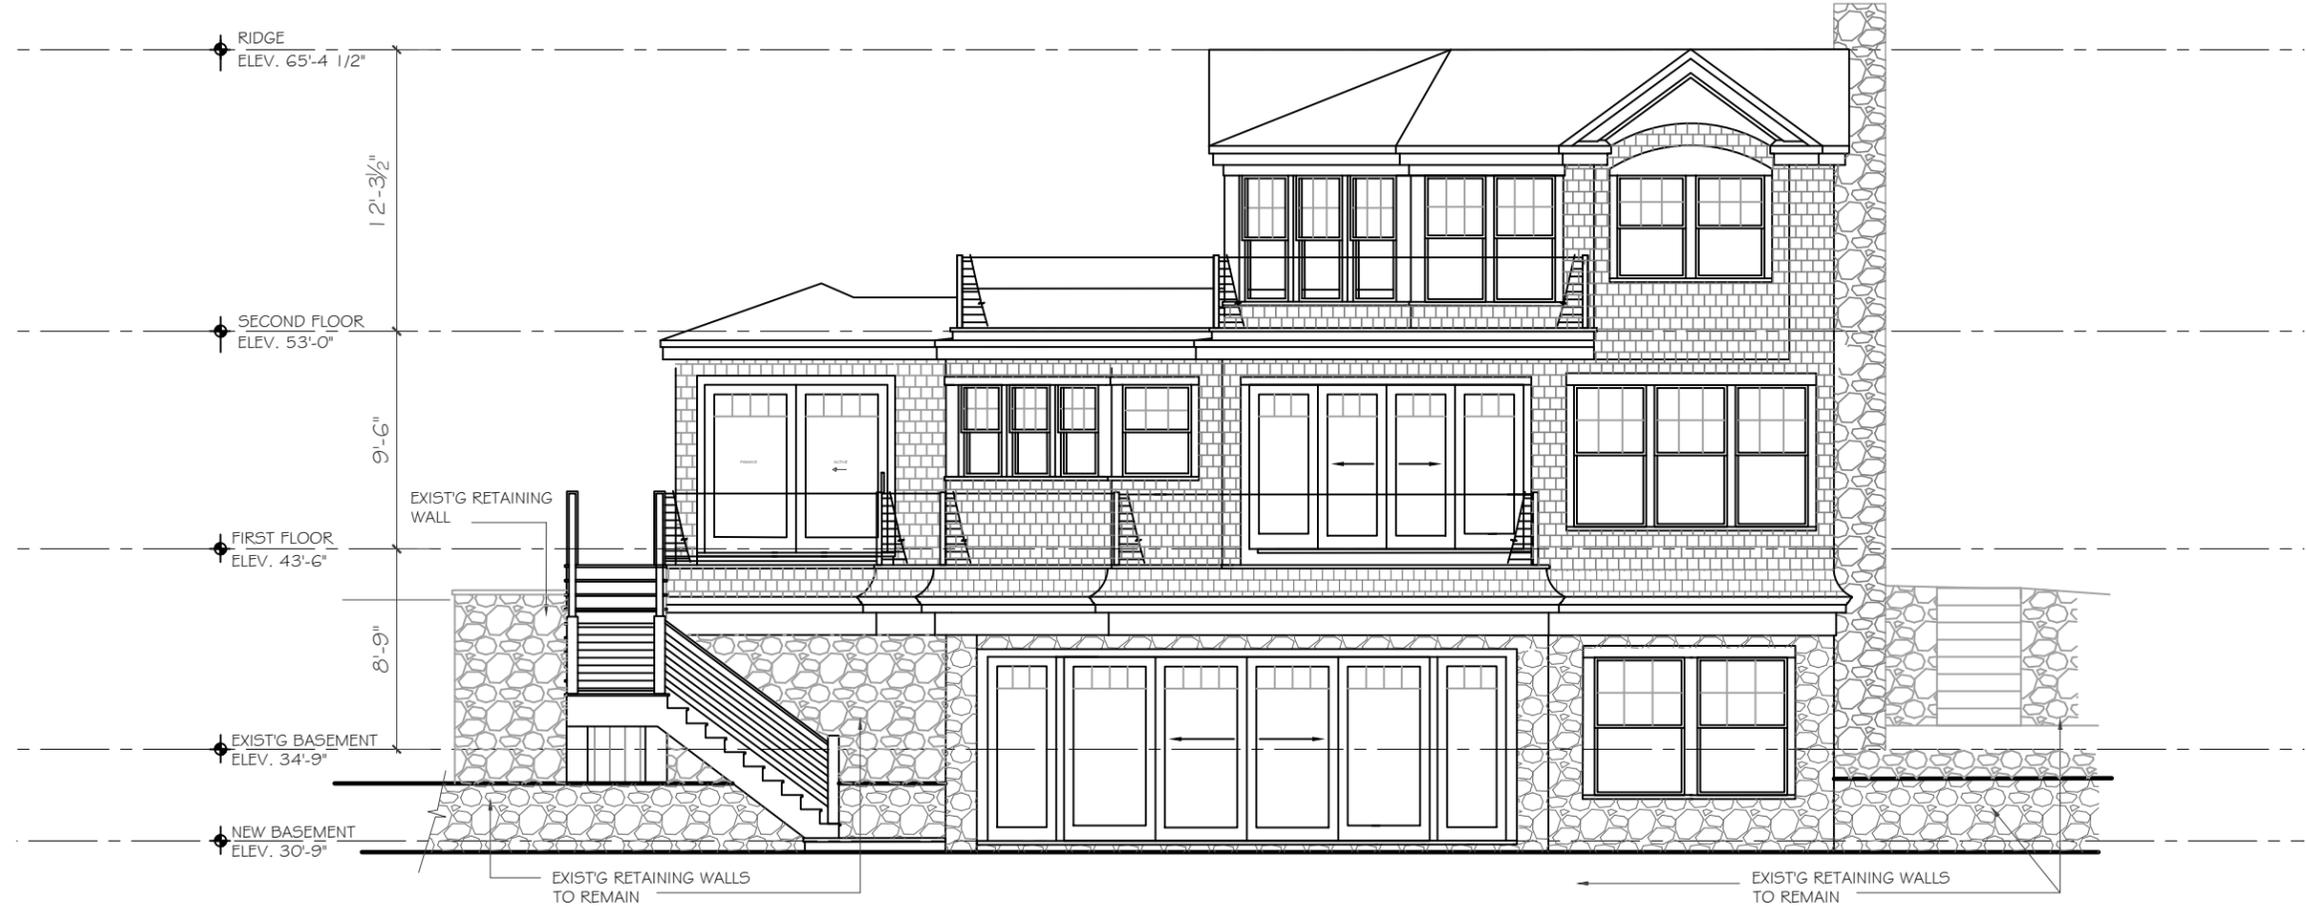 RIDGE
ELEV. 65'-4 1/2"
12'-3½"
SECOND FLOOR
ELEV. 53'-0"
9'-6"
EXIST'G RETAINING
WALL
FIRST FLOOR
ELEV. 43'-6"
8'-9"
EXIST'G BASEMENT
ELEV. 34'-9"
NEW BASEMENT
ELEV. 30'-9"
EXIST'G RETAINING WALLS
TO REMAIN
EXIST'G RETAINING WALLS
TO REMAIN